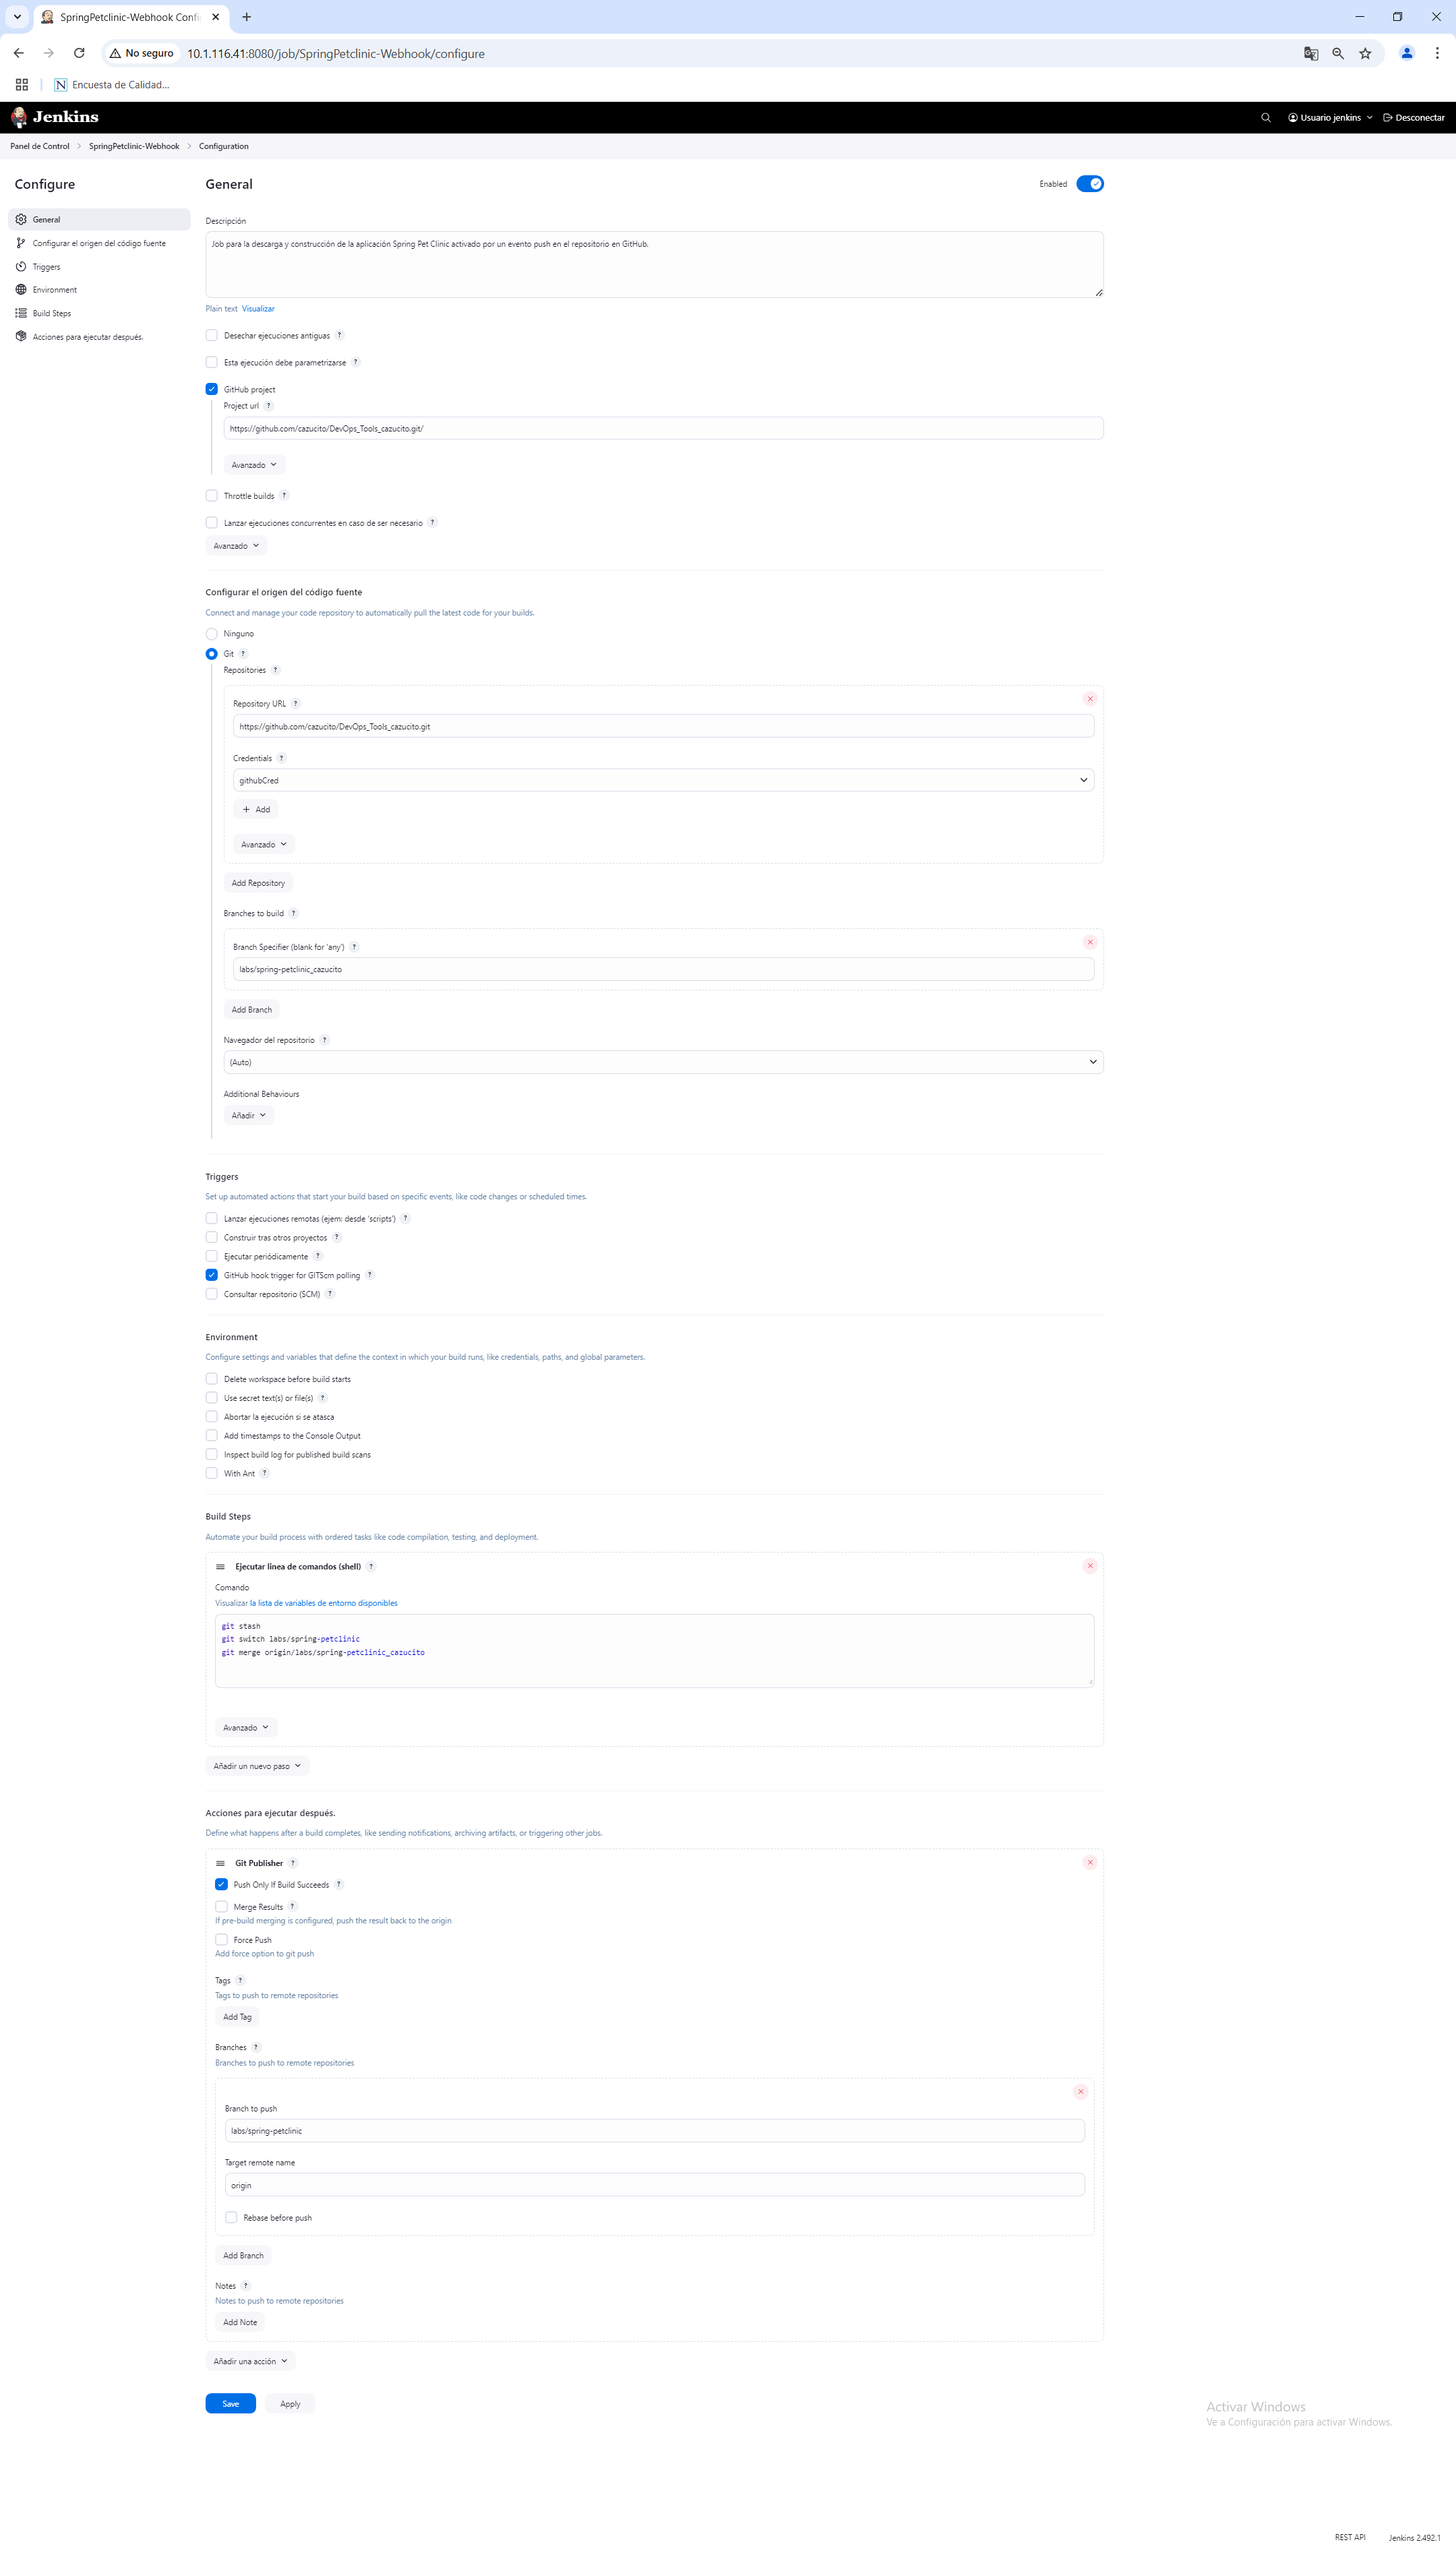 SpringPetclinic-Webhook Confi
No seguro
10.1.116.41:8080/job/SpringPetclinic-Webhook/configure
Encuesta de Calidad...
Jenkins
Usuario jenkins
Desconectar
Panel de Control
SpringPetclinic-Webhook
Configuration
Configure
General
Configurar el origen del código fuente
Triggers
Environment
Build Steps
Acciones para ejecutar después.
General
Enabled
Descripción
Job para la descarga y construcción de la aplicación Spring Pet Clinic activado por un evento push en el repositorio en GitHub.
Plain text Visualizar
Desechar ejecuciones antiguas ?
Esta ejecución debe parametrizarse ?
GitHub project
Project url ?
https://github.com/cazucito/DevOps_Tools_cazucito.git/
Avanzado
Throttle builds ?
Lanzar ejecuciones concurrentes en caso de ser necesario ?
Avanzado
Configurar el origen del código fuente
Connect and manage your code repository to automatically pull the latest code for your builds.
Ninguno
Git ?
Repositories ?
Repository URL ?
https://github.com/cazucito/DevOps_Tools_cazucito.git
Credentials ?
githubCred
+ Add
Avanzado
Add Repository
Branches to build ?
Branch Specifier (blank for 'any') ?
labs/spring-petclinic_cazucito
Add Branch
Navegador del repositorio ?
(Auto)
Additional Behaviours
Añadir
Triggers
Set up automated actions that start your build based on specific events, like code changes or scheduled times.
Lanzar ejecuciones remotas (ejem: desde 'scripts') ?
Construir tras otros proyectos ?
Ejecutar periódicamente ?
GitHub hook trigger for GITScm polling ?
Consultar repositorio (SCM) ?
Environment
Configure settings and variables that define the context in which your build runs, like credentials, paths, and global parameters.
Delete workspace before build starts
Use secret text(s) or file(s) ?
Abortar la ejecución si se atasca
Add timestamps to the Console Output
Inspect build log for published build scans
With Ant ?
Build Steps
Automate your build process with ordered tasks like code compilation, testing, and deployment.
Ejecutar linea de comandos (shell) ?
Comando
Visualizar la lista de variables de entorno disponibles
git stash
git switch labs/spring-petclinic
git merge origin/labs/spring-petclinic_cazucito
Avanzado
Añadir un nuevo paso
Acciones para ejecutar después.
Define what happens after a build completes, like sending notifications, archiving artifacts, or triggering other jobs.
Git Publisher ?
Push Only If Build Succeeds ?
Merge Results ?
If pre-build merging is configured, push the result back to the origin
Force Push
Add force option to git push
Tags ?
Tags to push to remote repositories
Add Tag
Branches ?
Branches to push to remote repositories
Branch to push
labs/spring-petclinic
Target remote name
origin
Rebase before push
Add Branch
Notes ?
Notes to push to remote repositories
Add Note
Añadir una acción
Save
Apply
Activar Windows
Ve a Configuración para activar Windows.
REST API
Jenkins 2.492.1